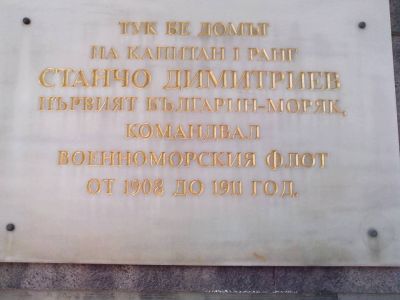 ТУК БЕ ДОМЪТ
НА КАПИТАН I РАНГ
СТАНЧО ДИМИТРИЕВ
ПЪРВИЯТ БЪЛГАРИН-МОРЯК,
КОМАНДВАЛ
ВОЕННОМОРСКИЯ ФЛОТ
ОТ 1908 ДО 1911 ГОД.